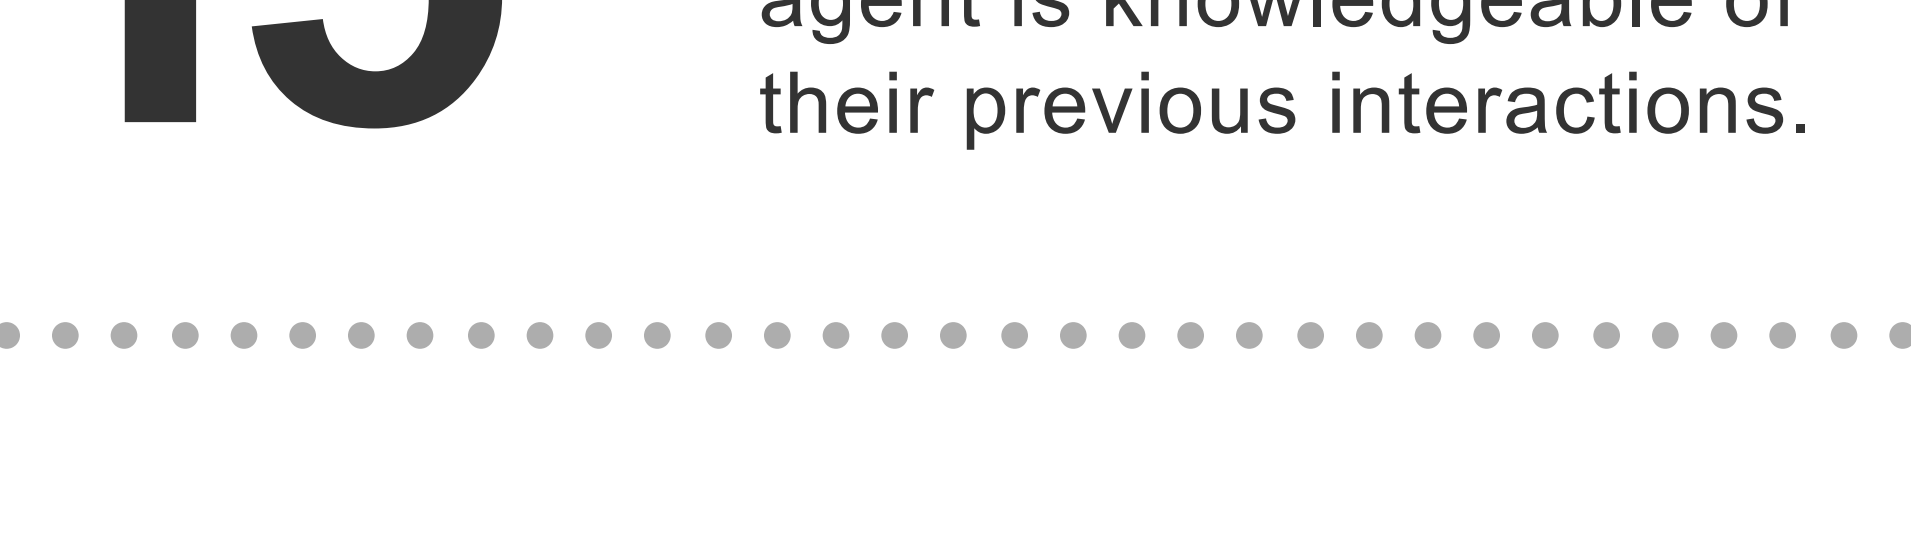 agent is knowledgeable of
their previous interactions.